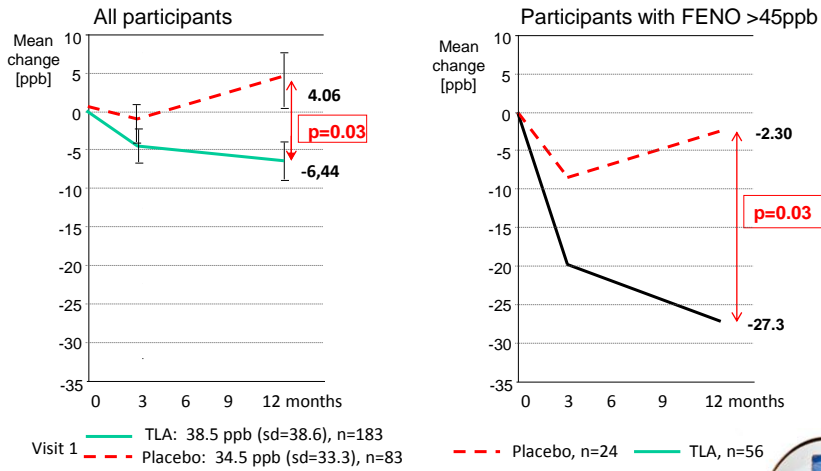 All participants
Mean
change
[ppb]
10
5
0
-5
-10
-15
-20
-25
-30
-35
4.06
p=0.03
-6,44
0 3 6 9 12 months
Visit 1
TLA: 38.5 ppb (sd=38.6), n=183
Placebo: 34.5 ppb (sd=33.3), n=83
Participants with FENO >45ppb
Mean
change
[ppb]
10
5
0
-5
-10
-15
-20
-25
-30
-35
-2.30
p=0.03
-27.3
0 3 6 9 12 months
Placebo, n=24 TLA, n=56